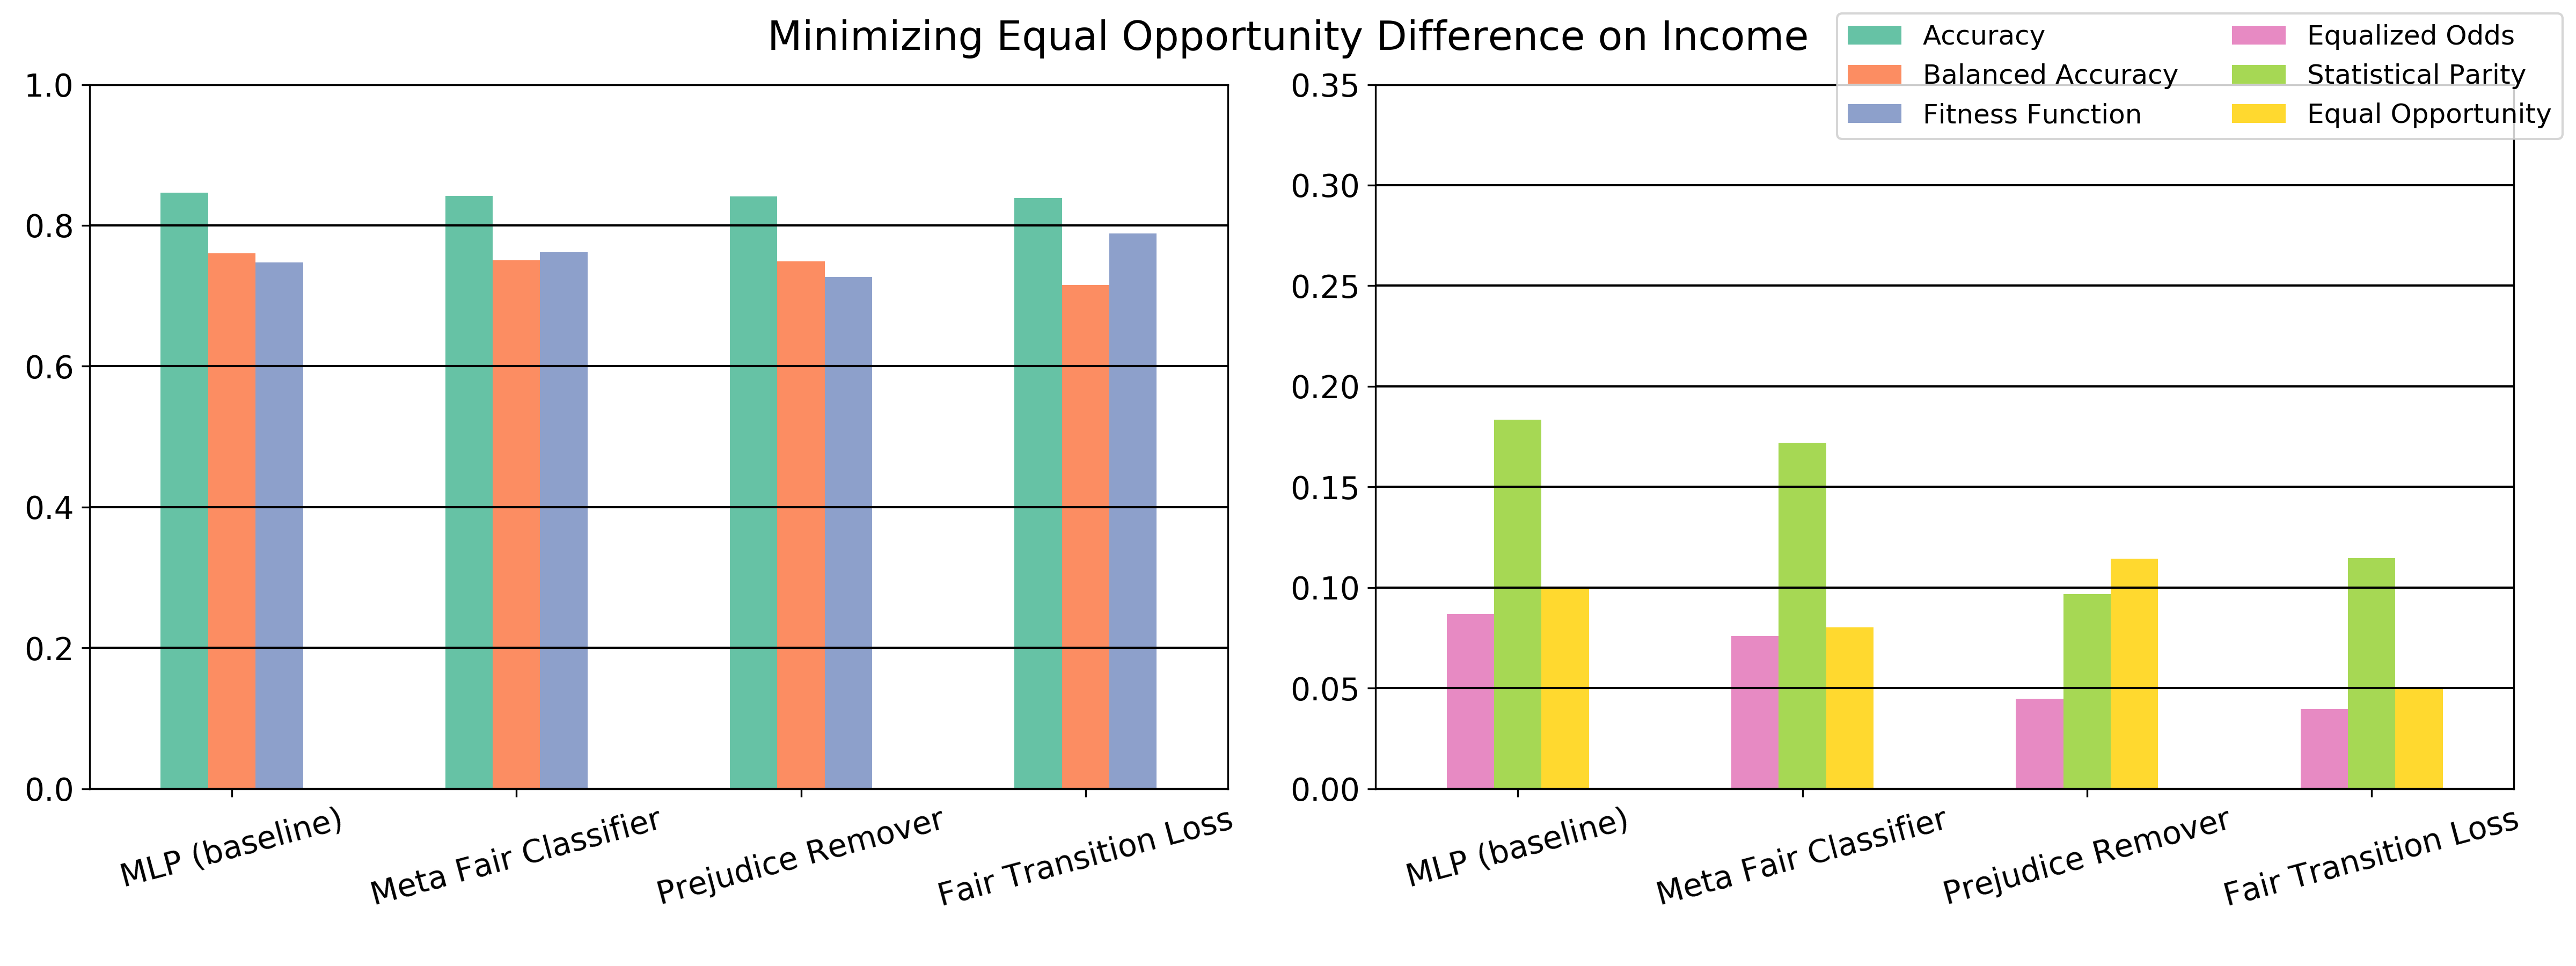 Minimizing Equal Opportunity Difference on Income
Accuracy
Balanced Accuracy
Fitness Function
Equalized Odds
Statistical Parity
Equal Opportunity
1.0
0.8
0.6
0.4
0.2
0.0
MLP (baseline)
Meta Fair Classifier
Prejudice Remover
Fair Transition Loss
0.35
0.30
0.25
0.20
0.15
0.10
0.05
0.00
MLP (baseline)
Meta Fair Classifier
Prejudice Remover
Fair Transition Loss